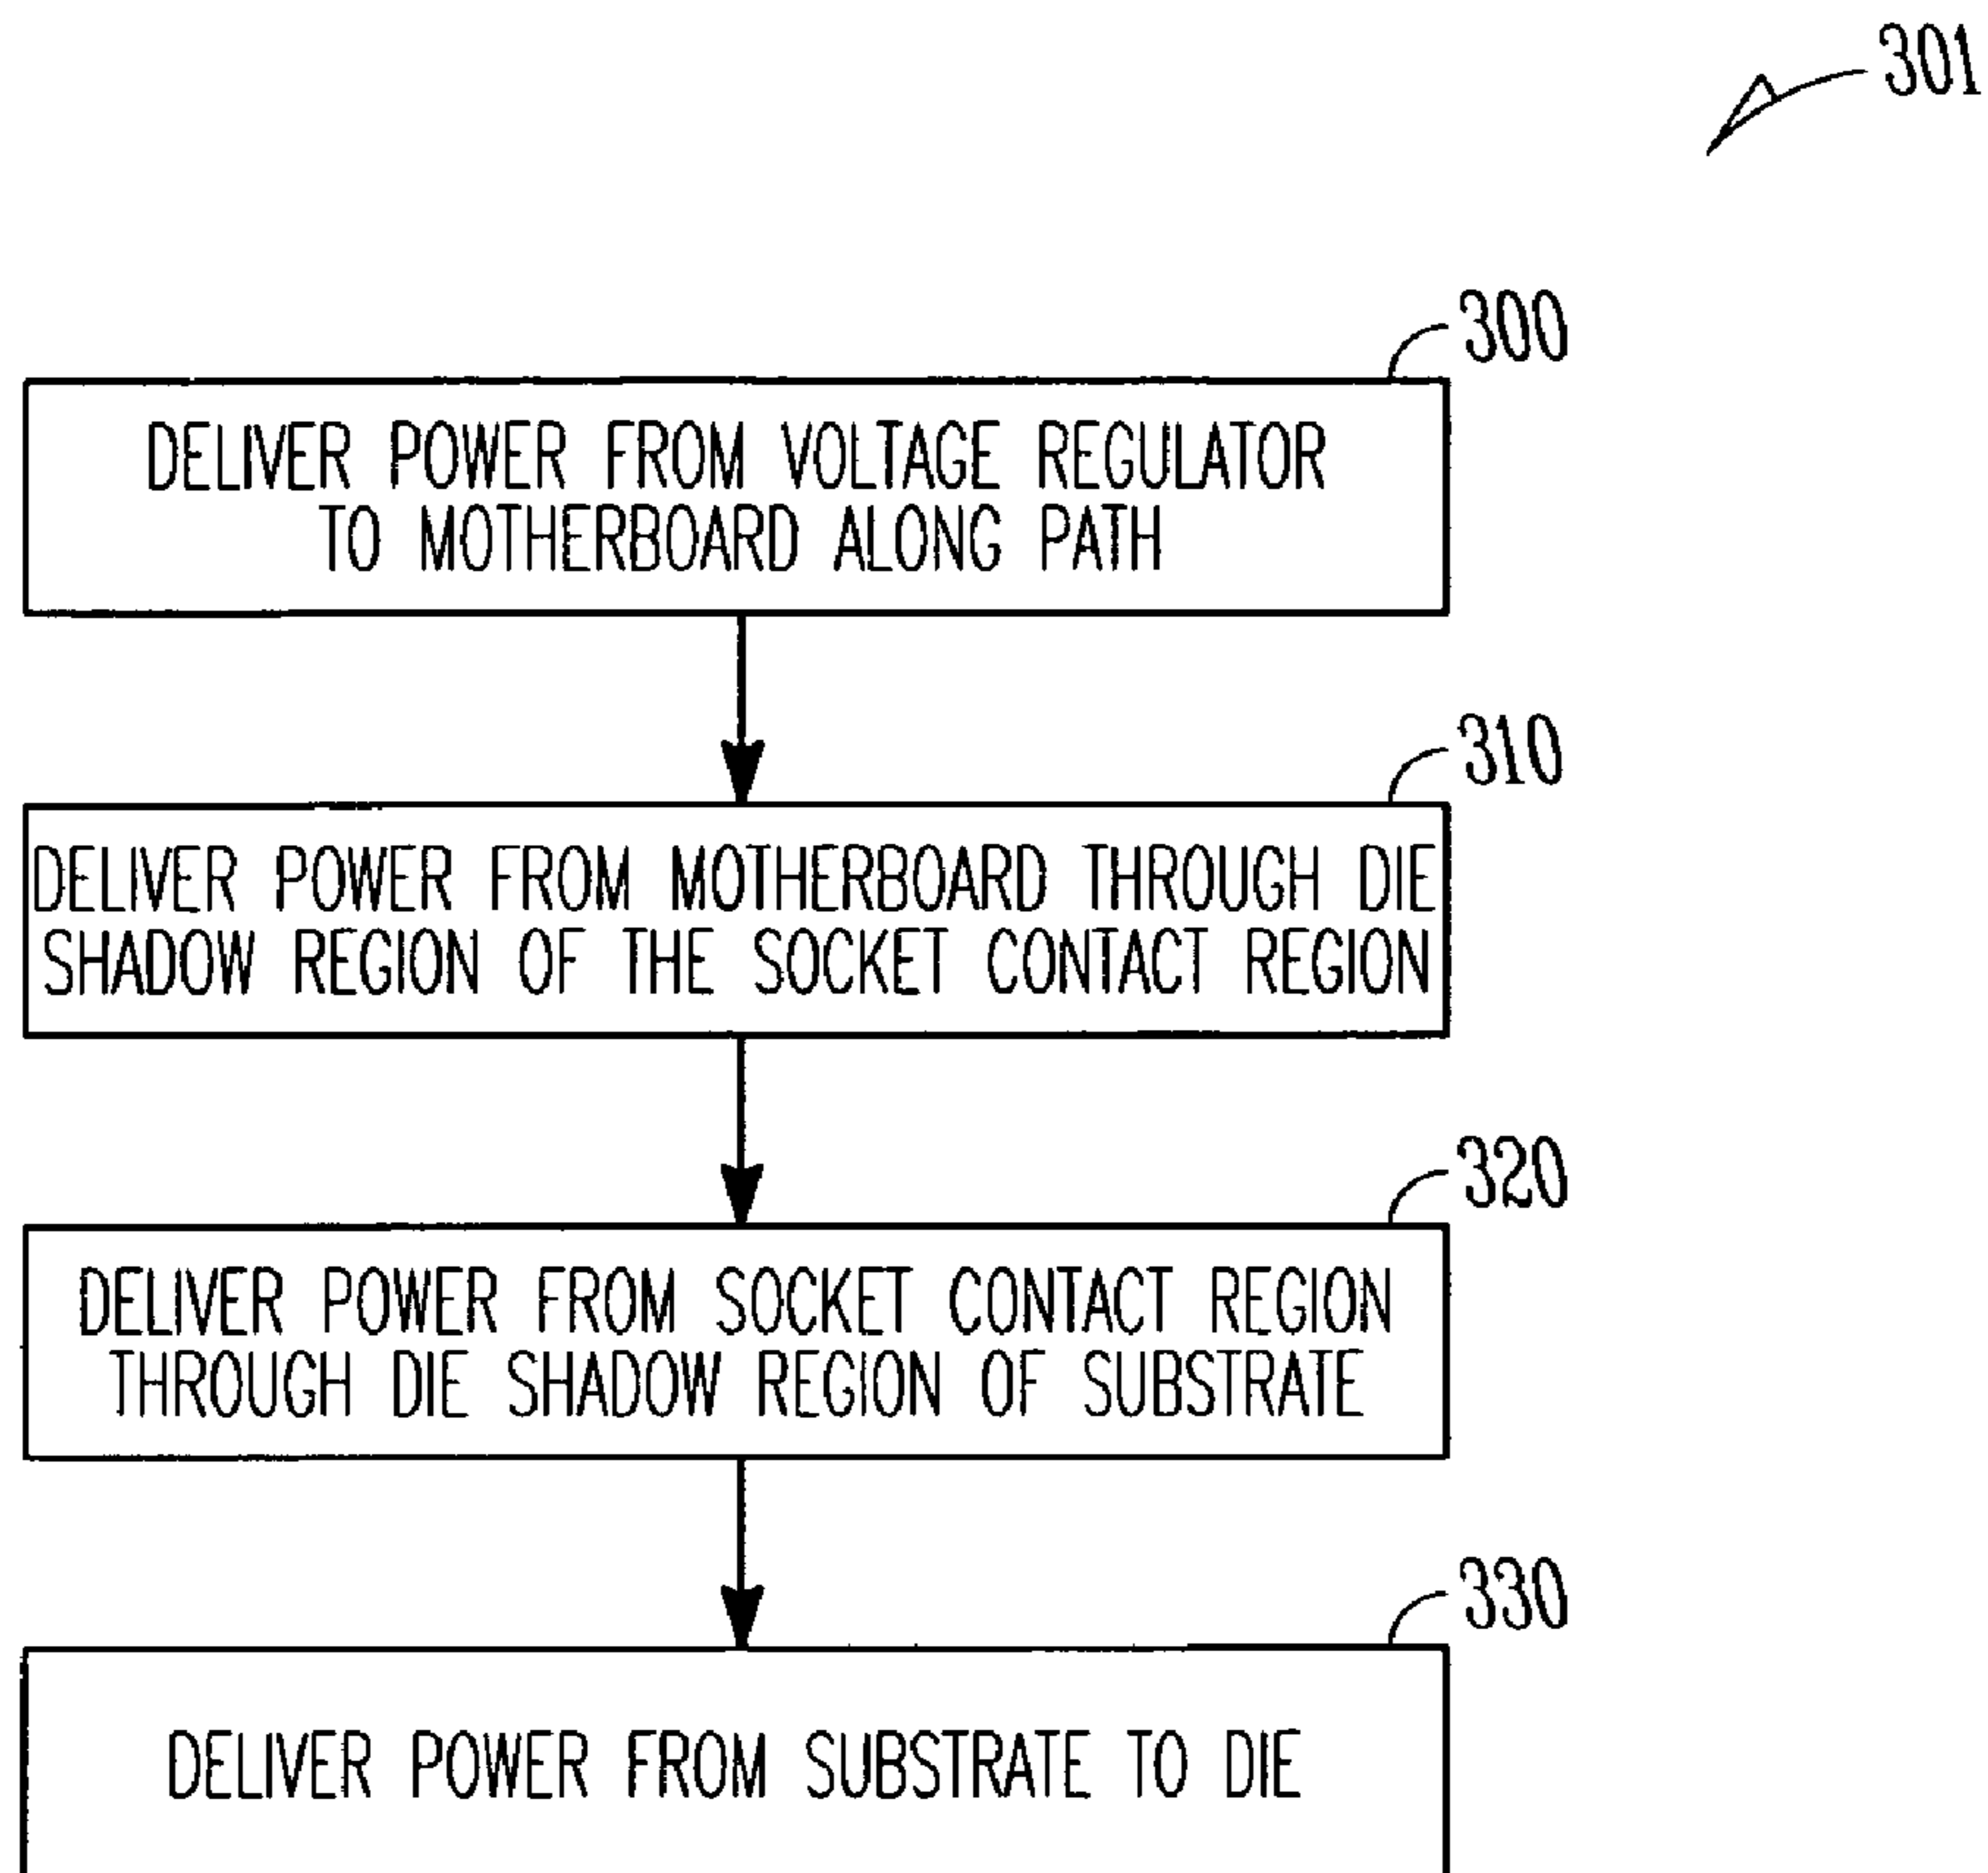 301
300
DELIVER POWER FROM VOLTAGE REGULATOR
TO MOTHERBOARD ALONG PATH
310
DELIVER POWER FROM MOTHERBOARD THROUGH DIE
SHADOW REGION OF THE SOCKET CONTACT REGION
320
DELIVER POWER FROM SOCKET CONTACT REGION
THROUGH DIE SHADOW REGION OF SUBSTRATE
330
DELIVER POWER FROM SUBSTRATE TO DIE